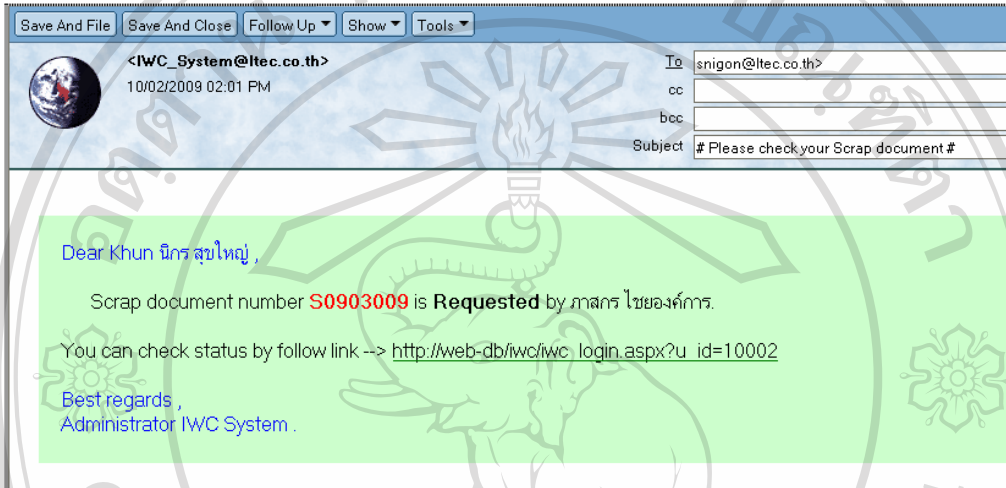 Save And File Save And Close Follow Up Show Tools
<IWC_System@ltec.co.th>
10/02/2009 02:01 PM
To snigon@ltec.co.th>
cc
bcc
Subject # Please check your Scrap document #
Dear Khun นิกร สุขใหญ่ ,
Scrap document number S0903009 is Requested by ภาสกร ไชยองค์การ.
You can check status by follow link --> http://web-db/iwc/iwc_login.aspx?u_id=10002
Best regards ,
Administrator IWC System .